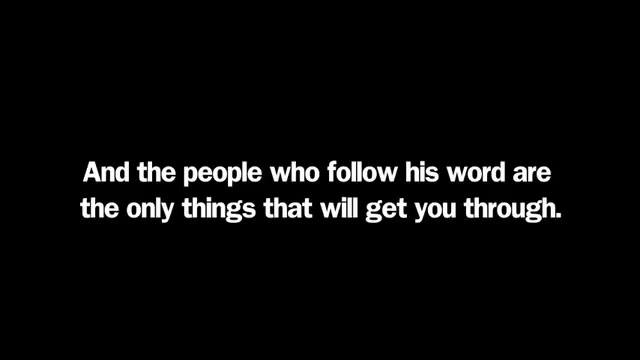 And the people who follow his word are
the only things that will get you through.